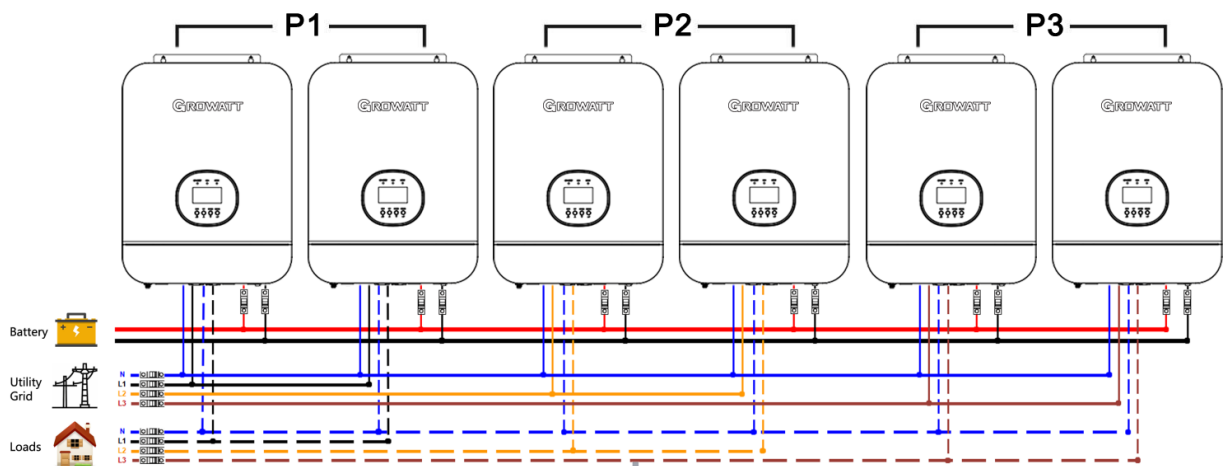 P1 P2 P3
GROWATT GROWATT GROWATT GROWATT GROWATT GROWATT
Battery
+ -
Utility
Grid
N
L1
L2
L3
Loads
N
L1
L2
L3